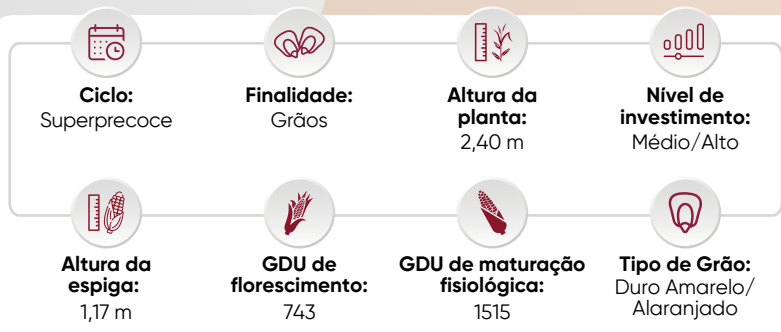 Ciclo:
Superprecoce
Finalidade:
Grãos
Altura da
planta:
2,40 m
Nível de
investimento:
Médio/Alto
Altura da
espiga:
1,17 m
GDU de
florescimento:
743
GDU de maturação
fisiológica:
1515
Tipo de Grão:
Duro Amarelo/
Alaranjado